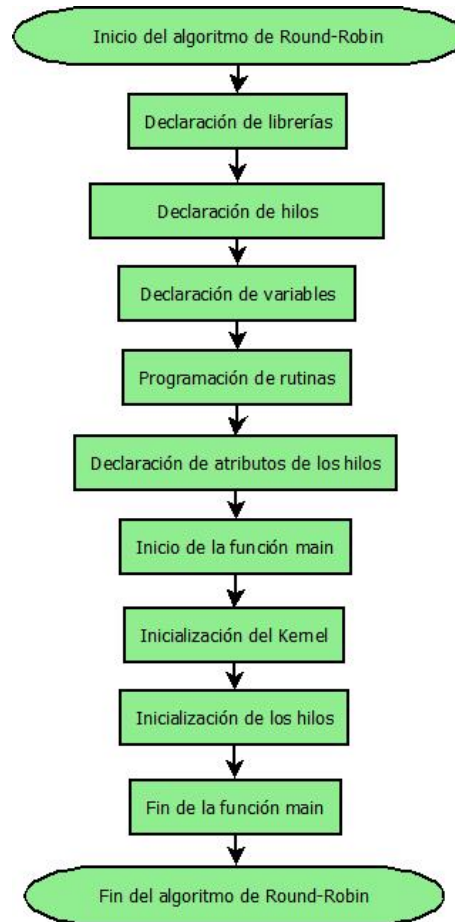 Inicio del algoritmo de Round-Robin
Declaración de librerías
Declaración de hilos
Declaración de variables
Programación de rutinas
Declaración de atributos de los hilos
Inicio de la función main
Inicialización del Kernel
Inicialización de los hilos
Fin de la función main
Fin del algoritmo de Round-Robin